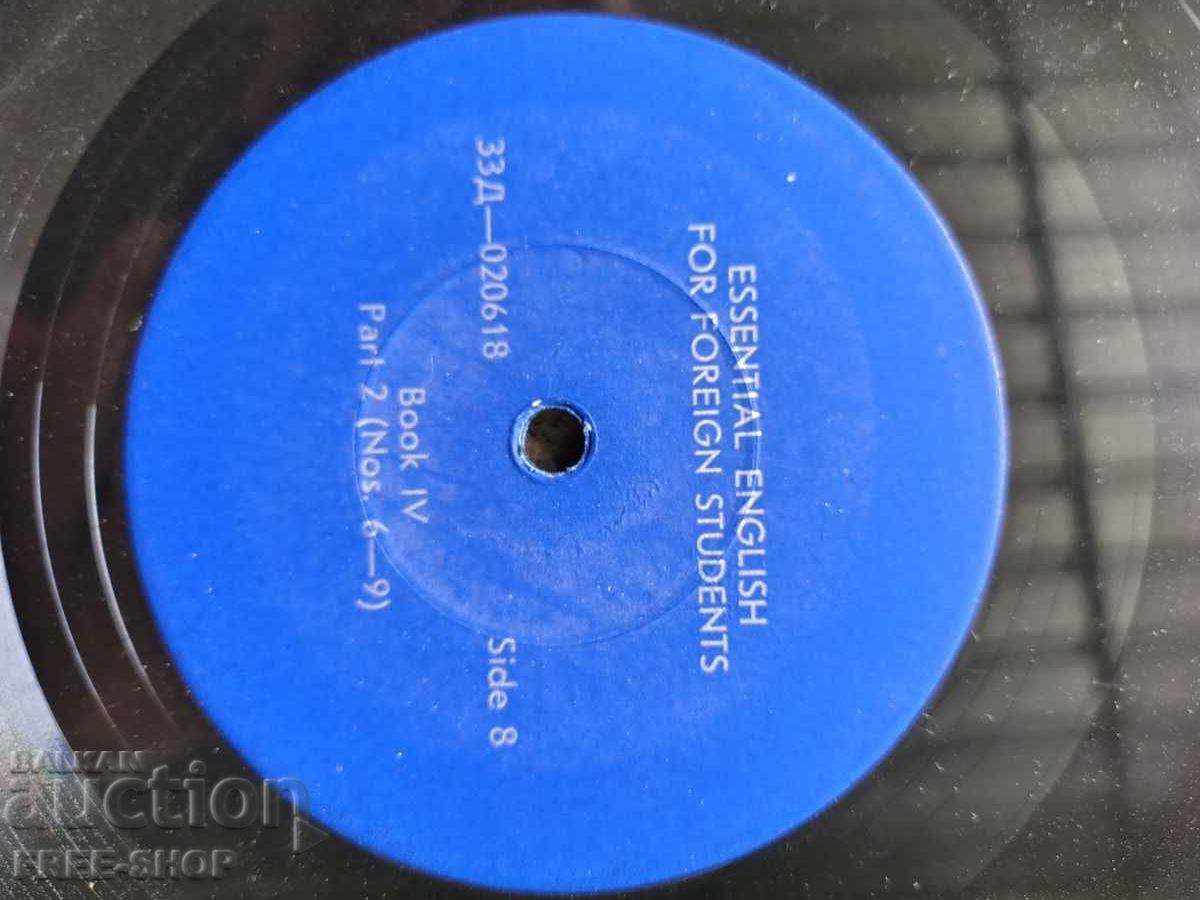 ESSENTIAL ENGLISH
FOR FOREIGN STUDENTS
33Д—020618
Side 8
Book IV
Part 2 (Nos. 6—9)
BALKAN
auction
FREE-SHOP